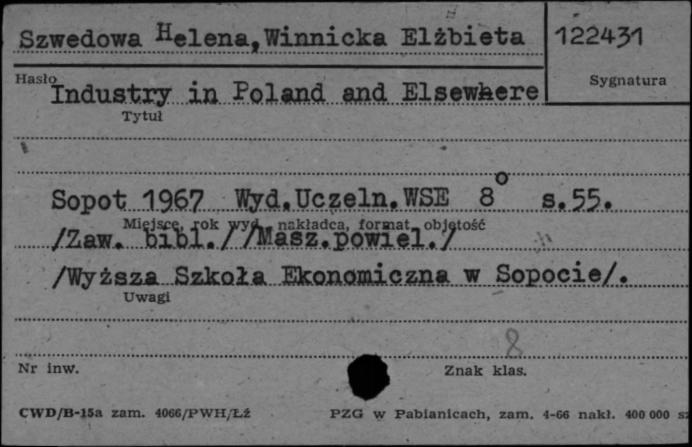 Szwedowa Helena,Winnicka Elżbieta
122431
Hasło
Sygnatura
Industry in Poland and Elsewhere
Tytuł
Sopot 1967 Wyd.Uczeln.WSE 8° s.55.
Miejsce, rok wyd., nakładca, format, objętość
/Zaw. bibl./ /Masz.powiel./
/Wyższa Szkoła Ekonomiczna w Sopocie/.
Uwagi
8
Nr inw.
Znak klas.
CWD/B-15a zam. 4066/PWH/Łź
PZG w Pabianicach, zam. 4-66 nakł. 400 000